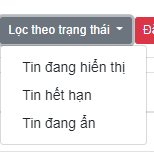 Lọc theo trạng thái
Tin đang hiển thị
Tin hết hạn
Tin đang ẩn